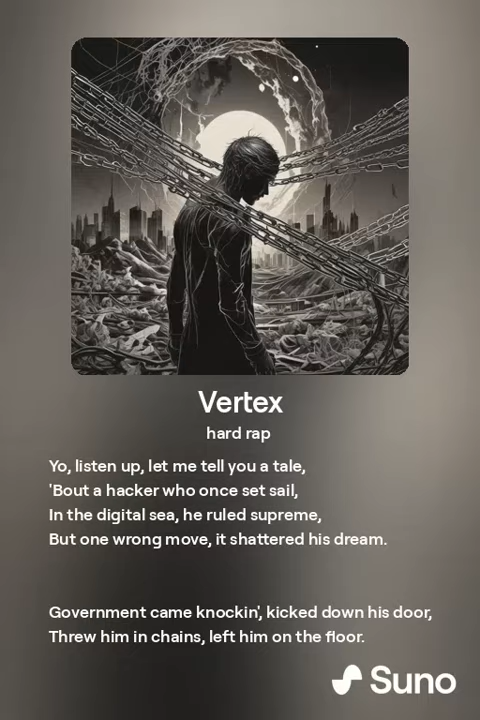 Vertex
hard rap
Yo, listen up, let me tell you a tale,
'Bout a hacker who once set sail,
In the digital sea, he ruled supreme,
But one wrong move, it shattered his dream.
Government came knockin', kicked down his door,
Threw him in chains, left him on the floor.
Suno